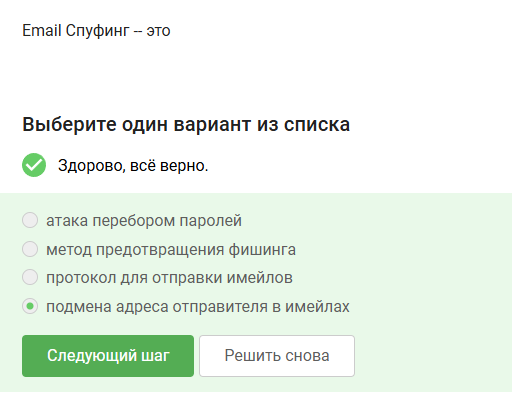 Email Спуфинг -- это
Выберите один вариант из списка
Здорово, всё верно.
атака перебором паролей
метод предотвращения фишинга
протокол для отправки имейлов
подмена адреса отправителя в имейлах
Следующий шаг
Решить снова